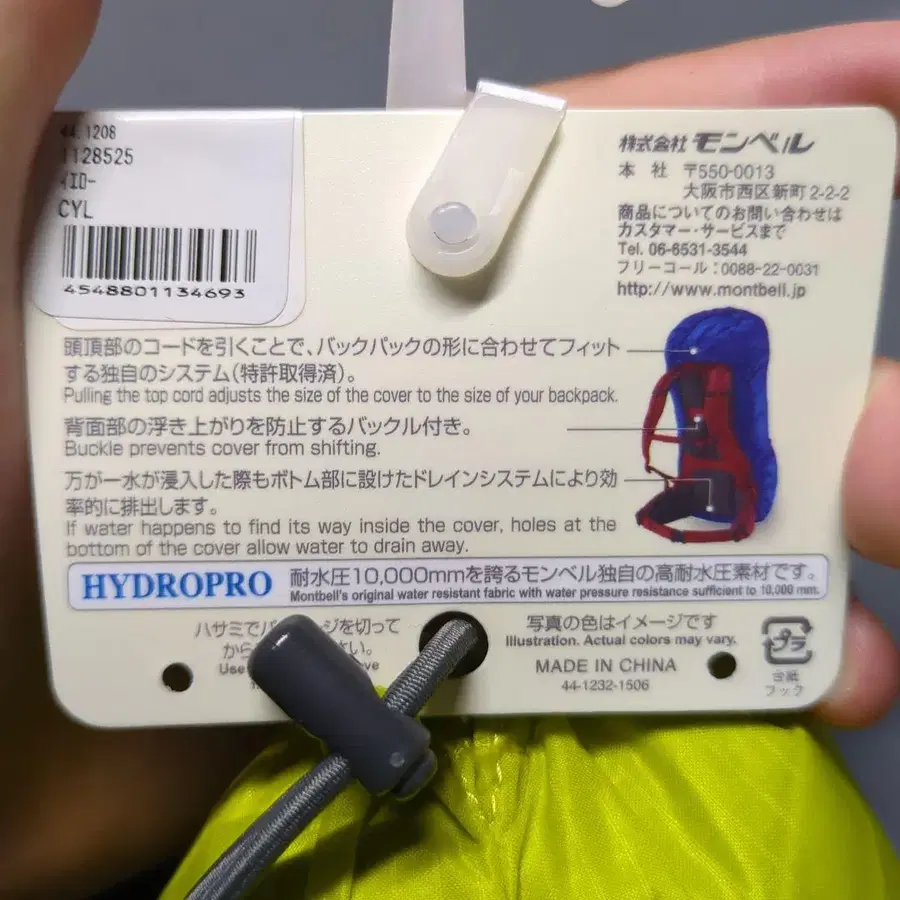 44.1208
1128525
イエロー
CYL
4548801134693
株式会社 モンベル
本 社 〒550-0013
大阪市西区新町2-2-2
商品についてのお問い合わせは
カスタマー・サービスまで
Tel. 06-6531-3544
フリーコール:0088-22-0031
http://www.montbell.jp
頭頂部のコードを引くことで、バックパックの形に合わせてフィット
する独自のシステム(特許取得済)。
Pulling the top cord adjusts the size of the cover to the size of your backpack.
背面部の浮き上がりを防止するバックル付き。
Buckle prevents cover from shifting.
万が一水が浸入した際もボトム部に設けたドレインシステムにより効
率的に排出します。
If water happens to find its way inside the cover, holes at the
bottom of the cover allow water to drain away.
HYDROPRO 耐水圧10,000mmを誇るモンベル独自の高耐水圧素材です。
Montbell's original water resistant fabric with water pressure resistance sufficient to 10,000 mm.
ハサミで を切って
から い。
Use
写真の色はイメージです
Illustration. Actual colors may vary.
MADE IN CHINA
44-1232-1506
プラ
台紙
フック